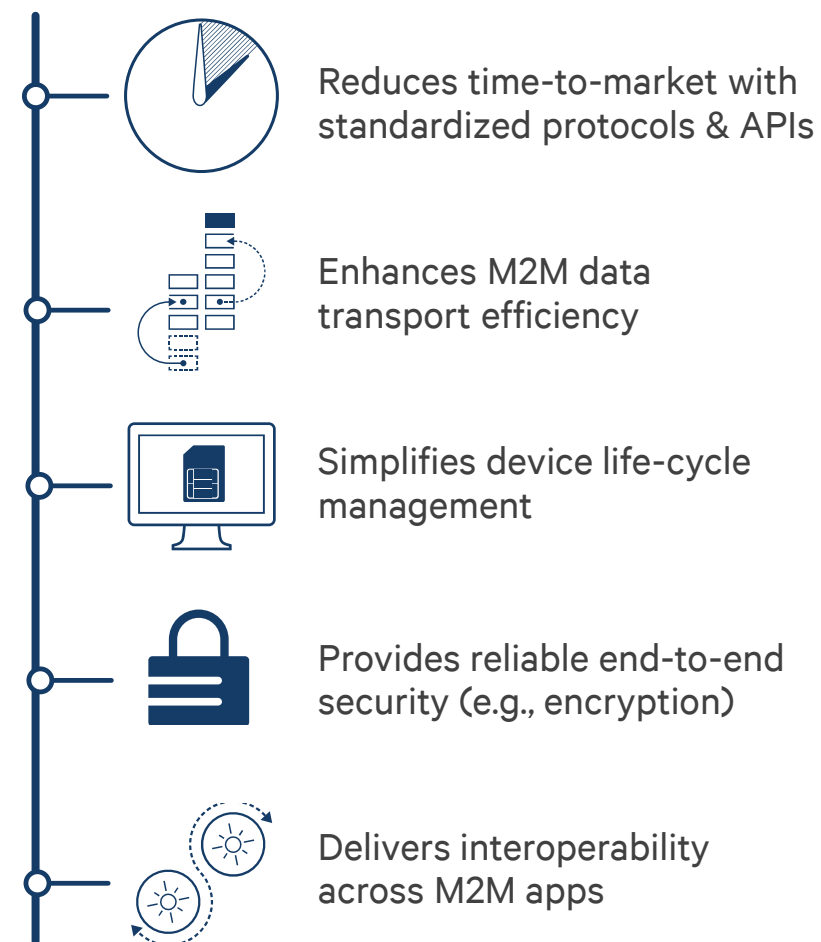 Reduces time-to-market with
standardized protocols & APIs
Enhances M2M data
transport efficiency
Simplifies device life-cycle
management
Provides reliable end-to-end
security (e.g., encryption)
Delivers interoperability
across M2M apps